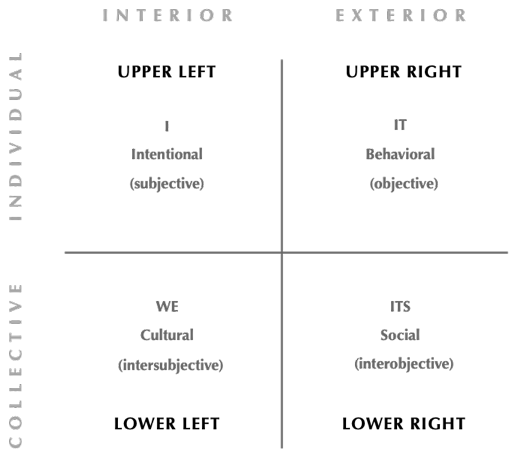 INTERIOR
EXTERIOR
INDIVIDUAL
UPPER LEFT
I
Intentional
(subjective)
UPPER RIGHT
IT
Behavioral
(objective)
COLLECTIVE
WE
Cultural
(intersubjective)
LOWER LEFT
ITS
Social
(interobjective)
LOWER RIGHT